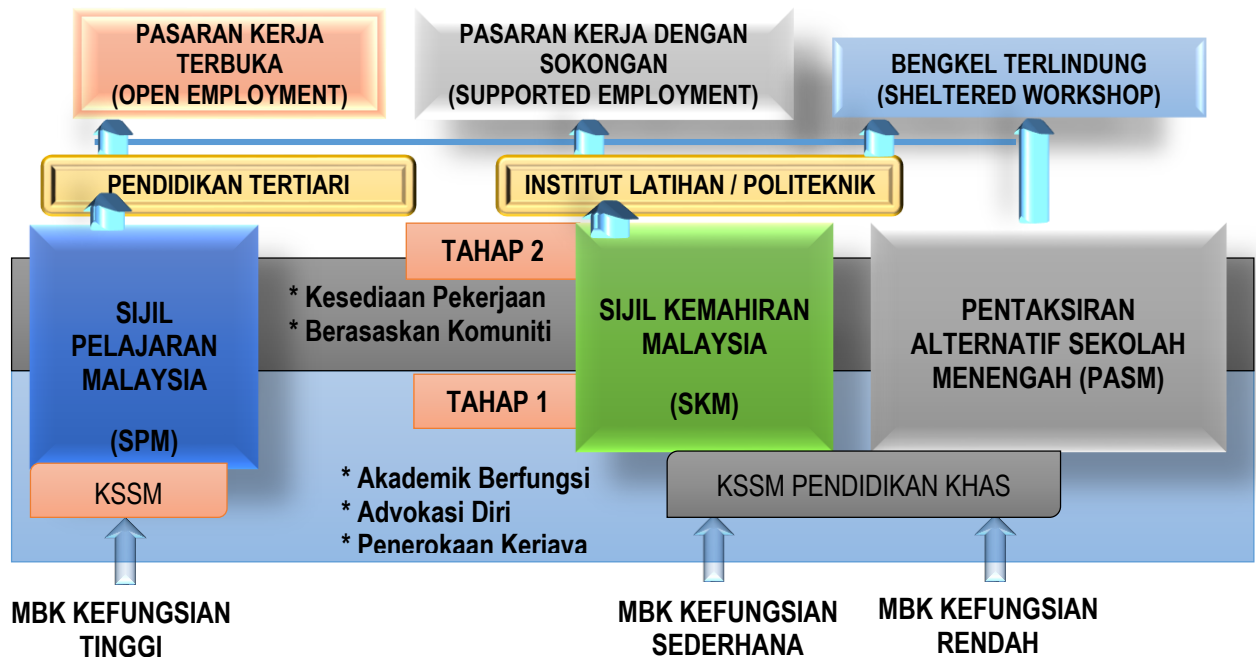 PASARAN KERJA
TERBUKA
(OPEN EMPLOYMENT)
PASARAN KERJA DENGAN
SOKONGAN
(SUPPORTED EMPLOYMENT)
BENGKEL TERLINDUNG
(SHELTERED WORKSHOP)
PENDIDIKAN TERTIARI
INSTITUT LATIHAN / POLITEKNIK
TAHAP 2
* Kesediaan Pekerjaan
* Berasaskan Komuniti
SIJIL
PELAJARAN
MALAYSIA
(SPM)
SIJIL KEMAHIRAN
MALAYSIA
(SKM)
PENTAKSIRAN
ALTERNATIF SEKOLAH
MENENGAH (PASM)
TAHAP 1
* Akademik Berfungsi
* Advokasi Diri
* Penerokaan Kerjaya
KSSM
KSSM PENDIDIKAN KHAS
MBK KEFUNGSIAN
TINGGI
MBK KEFUNGSIAN
SEDERHANA
MBK KEFUNGSIAN
RENDAH